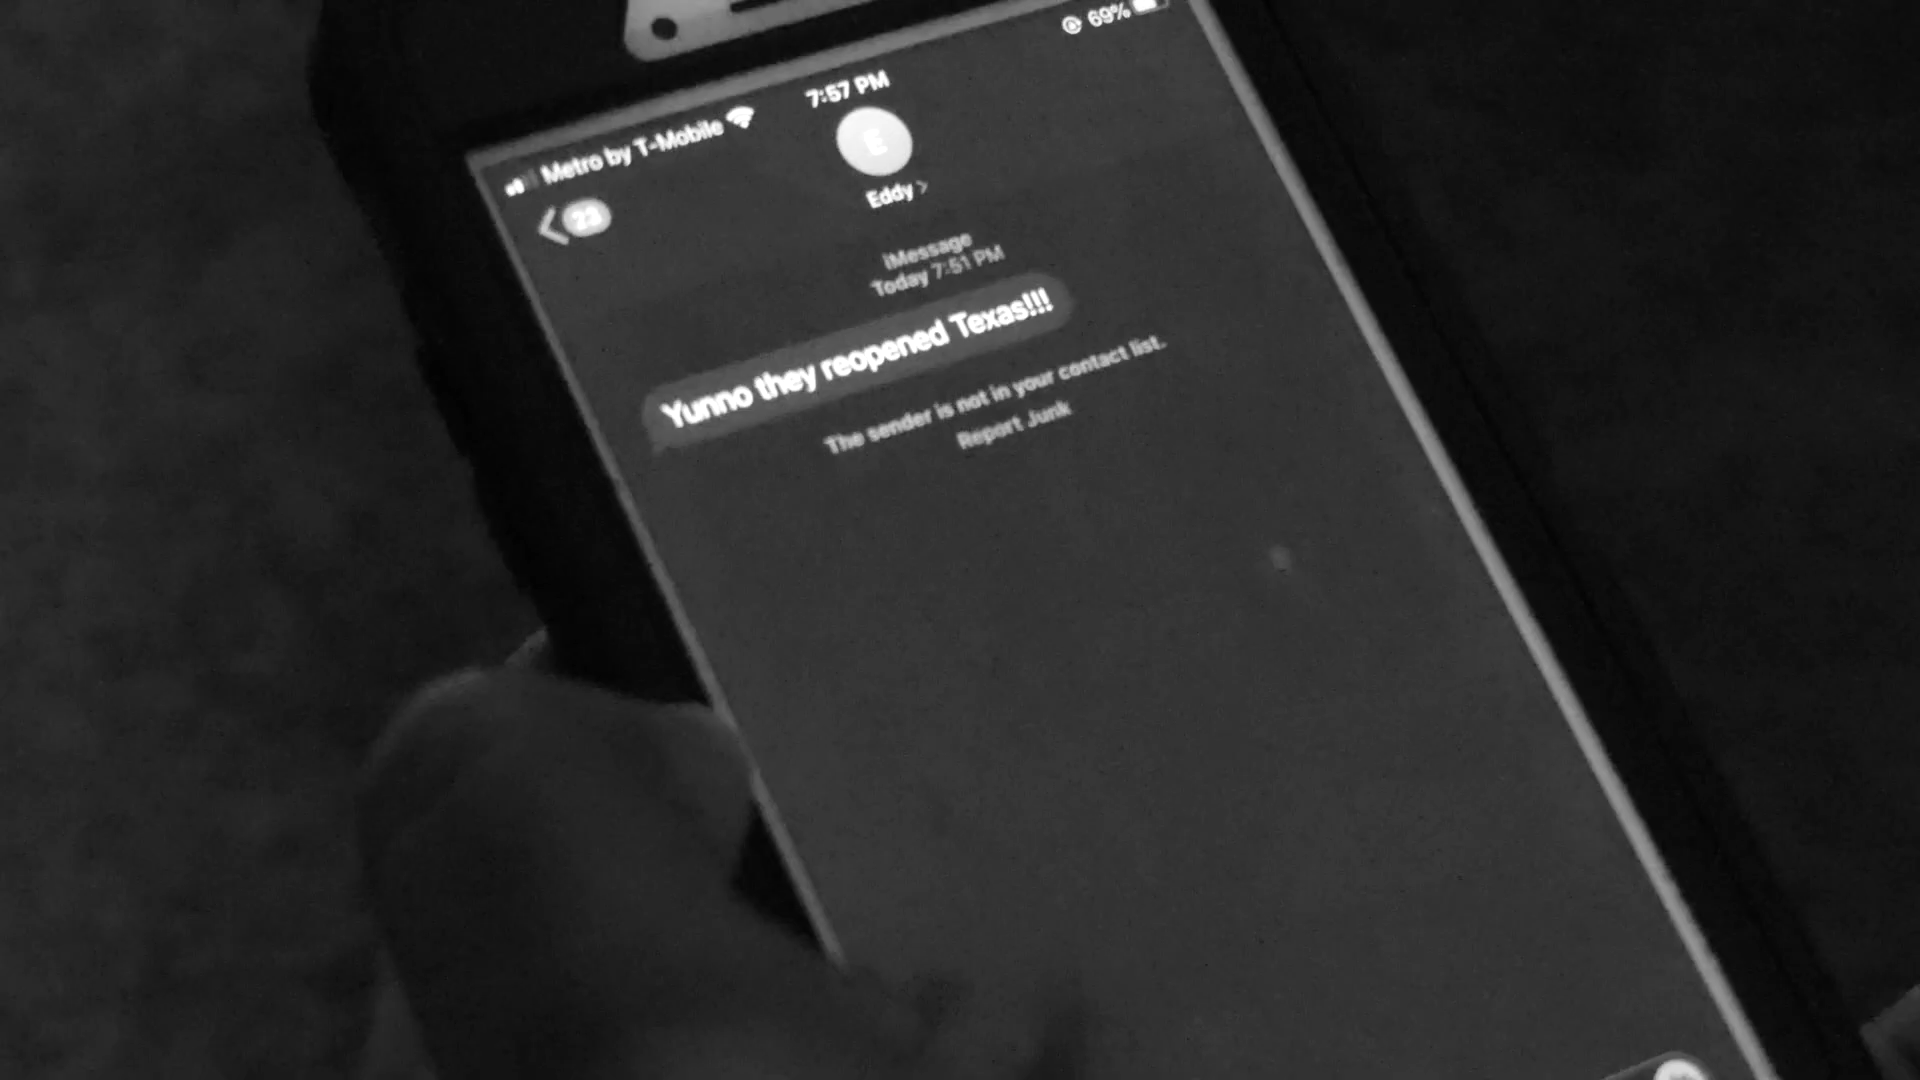 Metro by T-Mobile
7:57 PM
69%
23
E
Eddy >
iMessage
Today 7:51 PM
Yunno they reopened Texas!!!
The sender is not in your contact list.
Report Junk